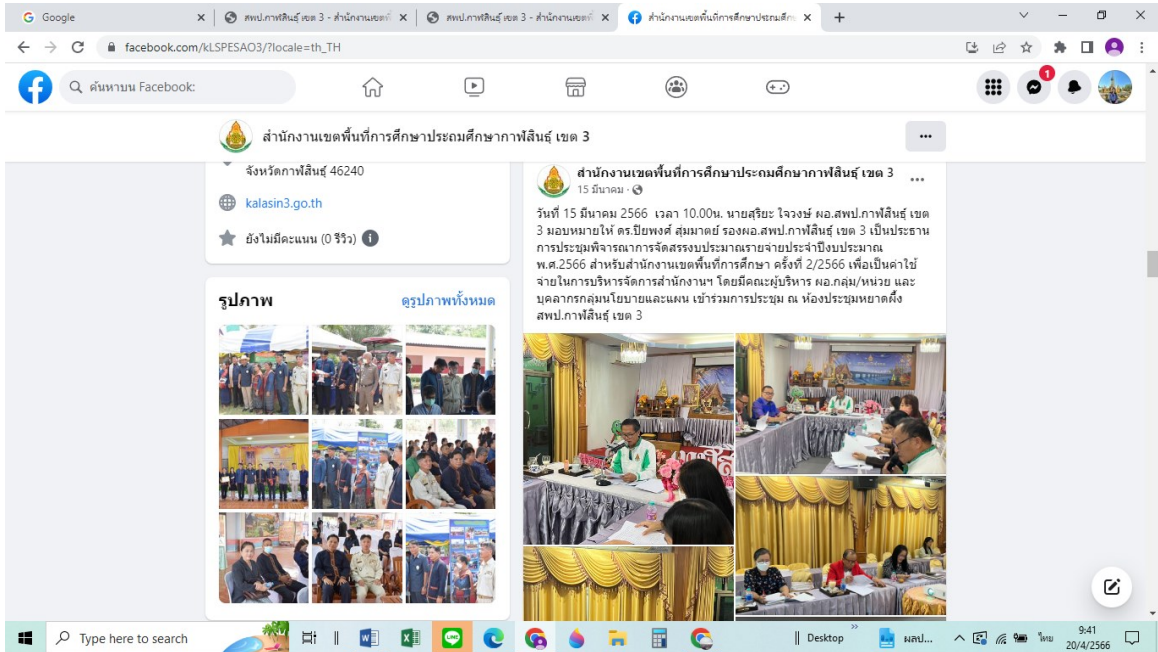 Google
สพป.กาฬสินธุ์ เขต 3 - สำนักงานเขตพื้
สพป.กาฬสินธุ์ เขต 3 - สำนักงานเขตพื้
สำนักงานเขตพื้นที่การศึกษาประถมศึกษ
facebook.com/kLSPESAO3/?locale=th_TH
ค้นหาบน Facebook:
1
สำนักงานเขตพื้นที่การศึกษาประถมศึกษากาฬสินธุ์ เขต 3
จังหวัดกาฬสินธุ์ 46240
kalasin3.go.th
ยังไม่มีคะแนน (0 รีวิว)
รูปภาพ
ดูรูปภาพทั้งหมด
สำนักงานเขตพื้นที่การศึกษาประถมศึกษากาฬสินธุ์ เขต 3
15 มีนาคม ·
วันที่ 15 มีนาคม 2566 เวลา 10.00น. นายสุริยะ ใจวงษ์ ผอ.สพป.กาฬสินธุ์ เขต
3 มอบหมายให้ ดร.ปิยพงศ์ สุ่มมาตย์ รองผอ.สพป.กาฬสินธุ์ เขต 3 เป็นประธาน
การประชุมพิจารณาการจัดสรรงบประมาณรายจ่ายประจำปีงบประมาณ
พ.ศ.2566 สำหรับสำนักงานเขตพื้นที่การศึกษา ครั้งที่ 2/2566 เพื่อเป็นค่าใช้
จ่ายในการบริหารจัดการสำนักงานฯ โดยมีคณะผู้บริหาร ผอ.กลุ่ม/หน่วย และ
บุคลากรกลุ่มนโยบายและแผน เข้าร่วมการประชุม ณ ห้องประชุมหยาดผึ้ง
สพป.กาฬสินธุ์ เขต 3
Type here to search
Desktop
ผลป...
ไทย
9:41
20/4/2566